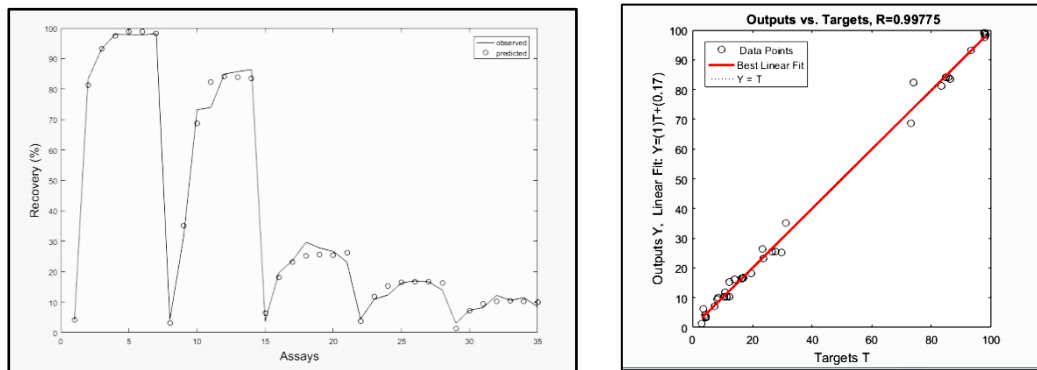 100
90
80
70
60
50
40
30
20
10
0
Recovery (%)
0 5 10 15 20 25 30 35
Assays
observed
predicted
Outputs vs. Targets, R=0.99775
100
90
80
70
60
50
40
30
20
10
0
Outputs Y, Linear Fit: Y=(1)T+(0.17)
Data Points
Best Linear Fit
Y = T
0 20 40 60 80 100
Targets T